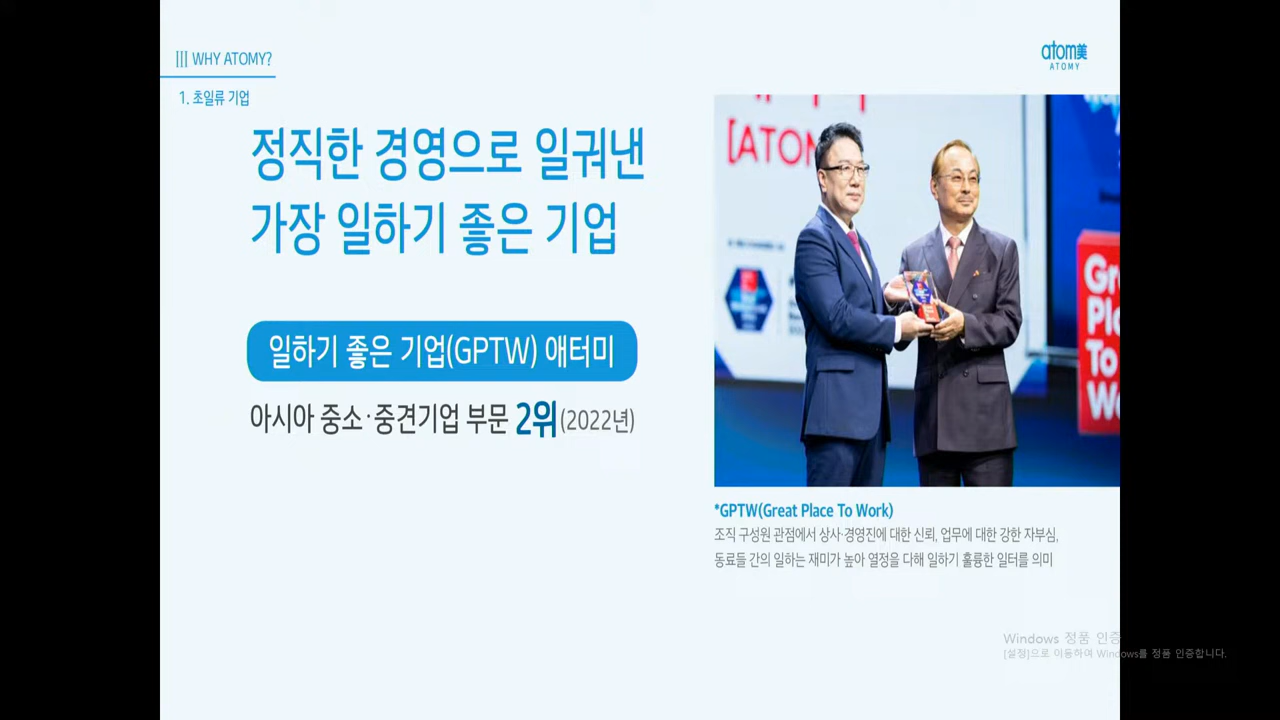 WHY ATOMY?
atom美
ATOMY
1. 초일류 기업
정직한 경영으로 일궈낸
가장 일하기 좋은 기업
일하기 좋은 기업(GPTW) 애터미
아시아 중소·중견기업 부문 2위(2022년)
[ATOM
Gre
Pla
To
Wo
*GPTW(Great Place To Work)
조직 구성원 관점에서 상사·경영진에 대한 신뢰, 업무에 대한 강한 자부심,
동료들 간의 일하는 재미가 높아 열정을 다해 일하기 훌륭한 일터를 의미
Windows 정품 인증
[설정]으로 이동하여 Windows를 정품 인증합니다.